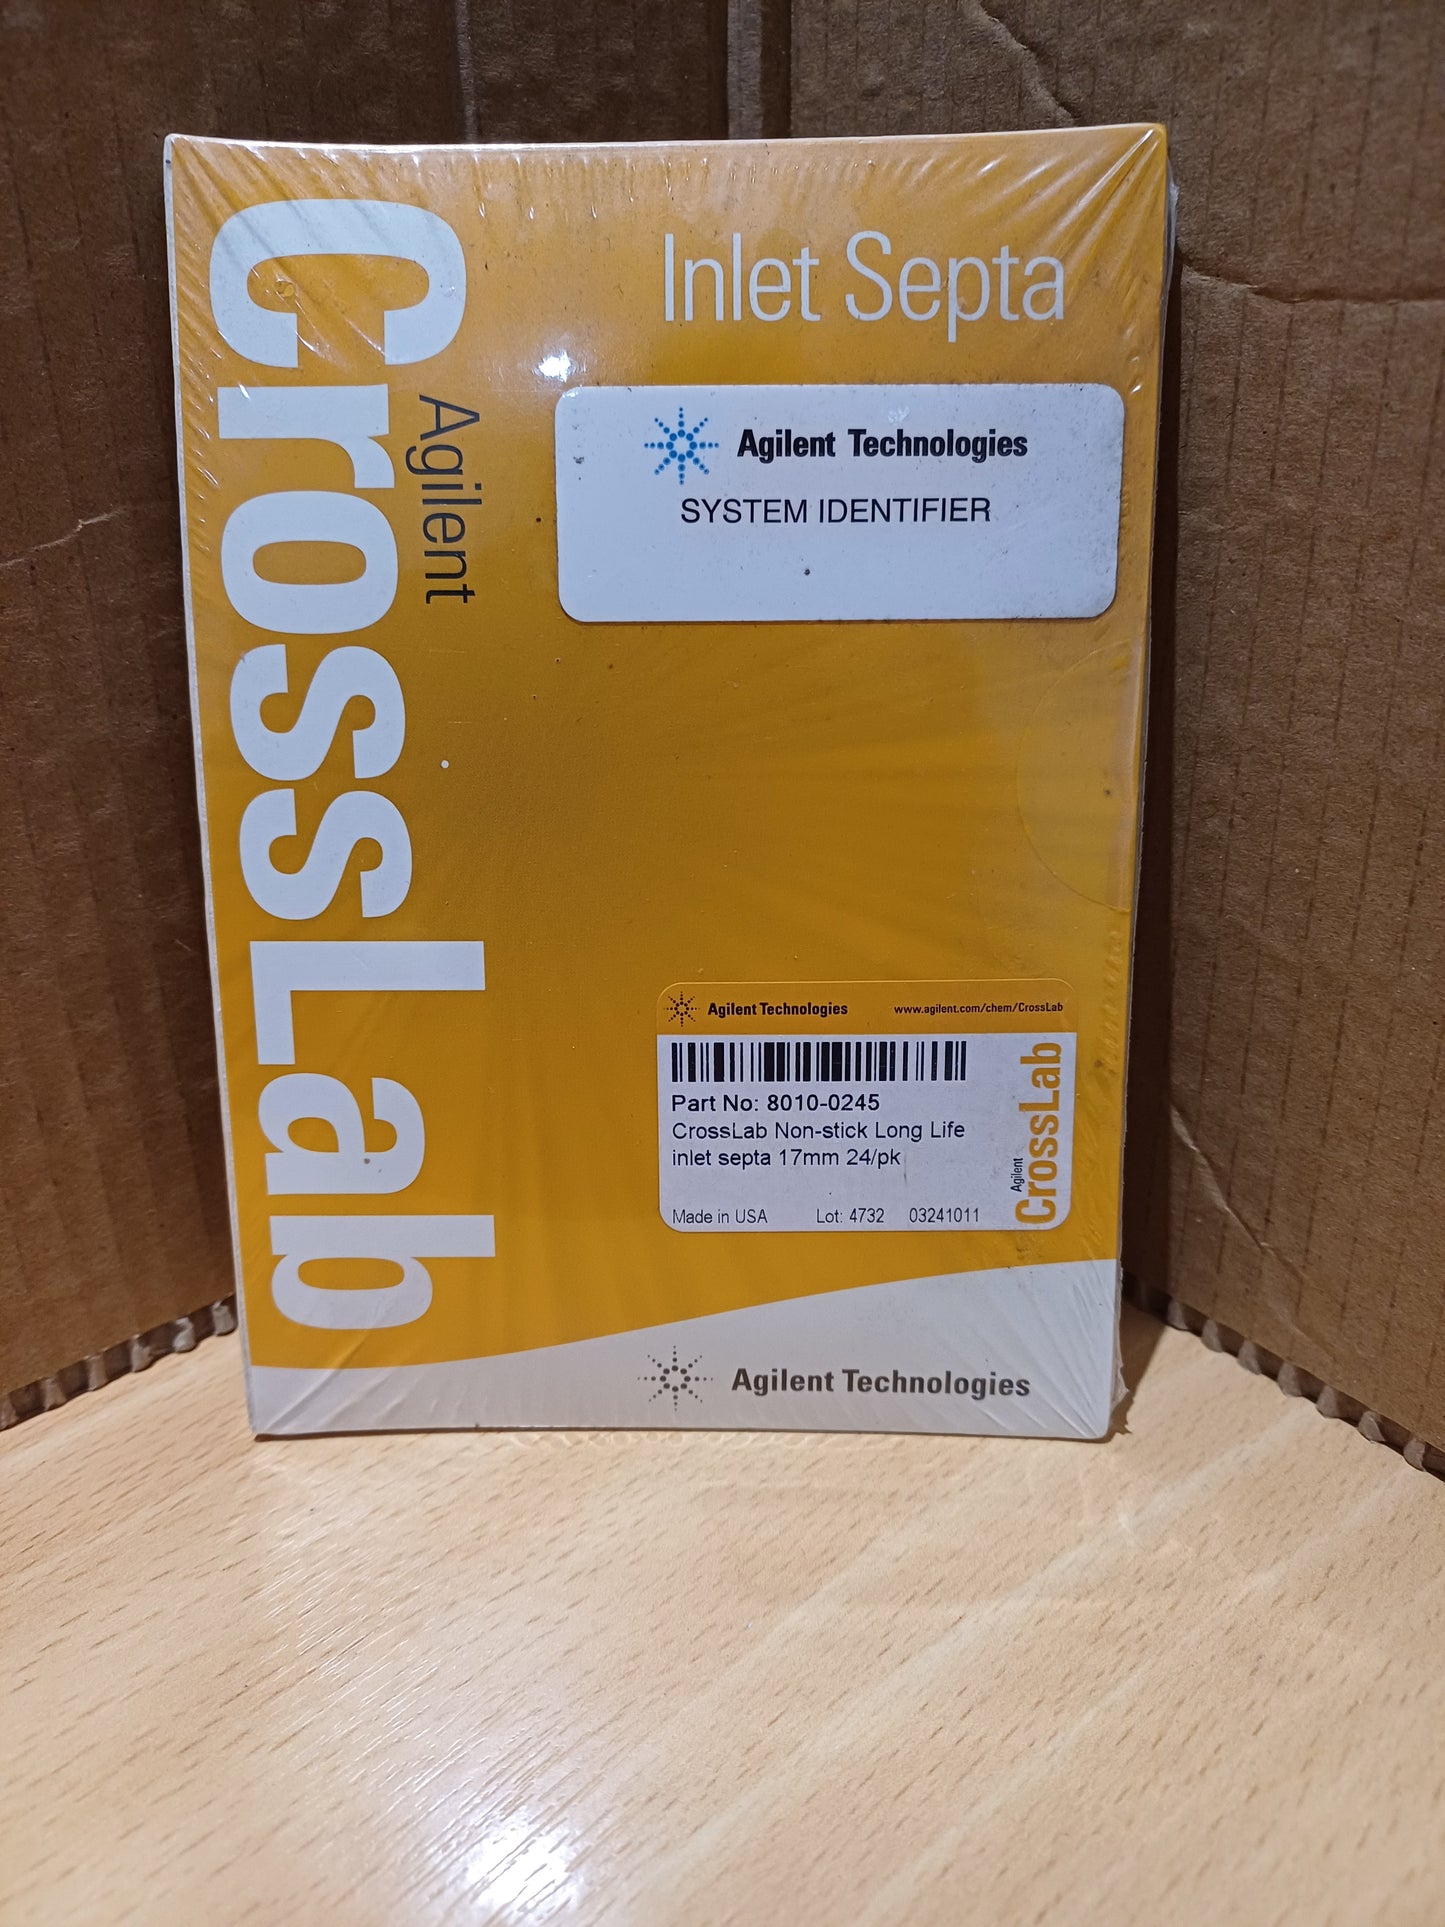 Inlet Septa
Agilent
CrossLab
Agilent Technologies
SYSTEM IDENTIFIER
Agilent Technologies www.agilent.com/chem/CrossLab
Part No: 8010-0245
CrossLab Non-stick Long Life
inlet septa 17mm 24/pk
Made in USA Lot: 4732 03241011
Agilent
CrossLab
Agilent Technologies